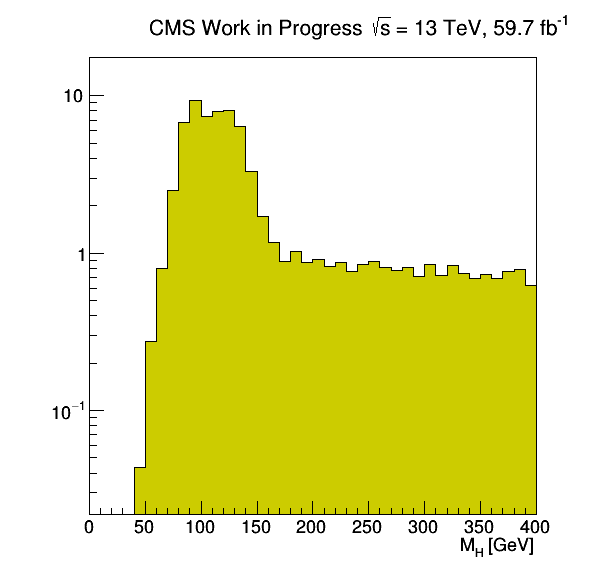 CMS Work in Progress √s = 13 TeV, 59.7 fb⁻¹
10
1
10⁻¹
0 50 100 150 200 250 300 350 400
M_H [GeV]